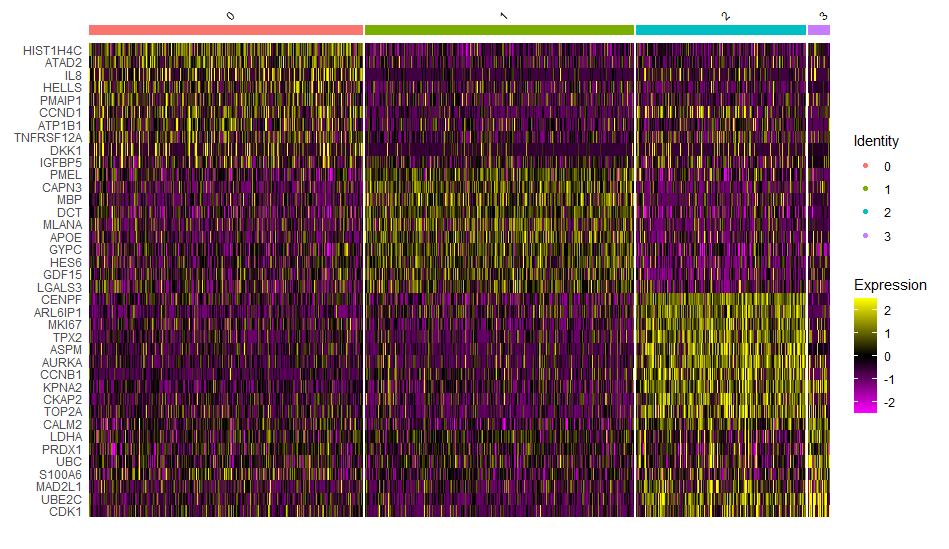 0 1 2 3
HIST1H4C
ATAD2
IL8
HELLS
PMAIP1
CCND1
ATP1B1
TNFRSF12A
DKK1
IGFBP5
PMEL
CAPN3
MBP
DCT
MLANA
APOE
GYPC
HES6
GDF15
LGALS3
CENPF
ARL6IP1
MKI67
TPX2
ASPM
AURKA
CCNB1
KPNA2
CKAP2
TOP2A
CALM2
LDHA
PRDX1
UBC
S100A6
MAD2L1
UBE2C
CDK1
Identity
0
1
2
3
Expression
2
1
0
-1
-2